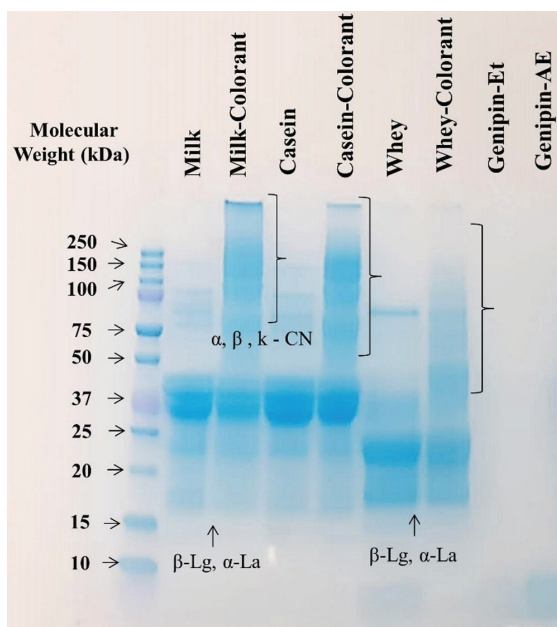 Molecular
Weight (kDa)
Milk
Milk-Colorant
Casein
Casein-Colorant
Whey
Whey-Colorant
Genipin-Et
Genipin-AE
250
150
100
75
50
37
25
20
15
10
α, β , k - CN
β-Lg, α-La
β-Lg, α-La